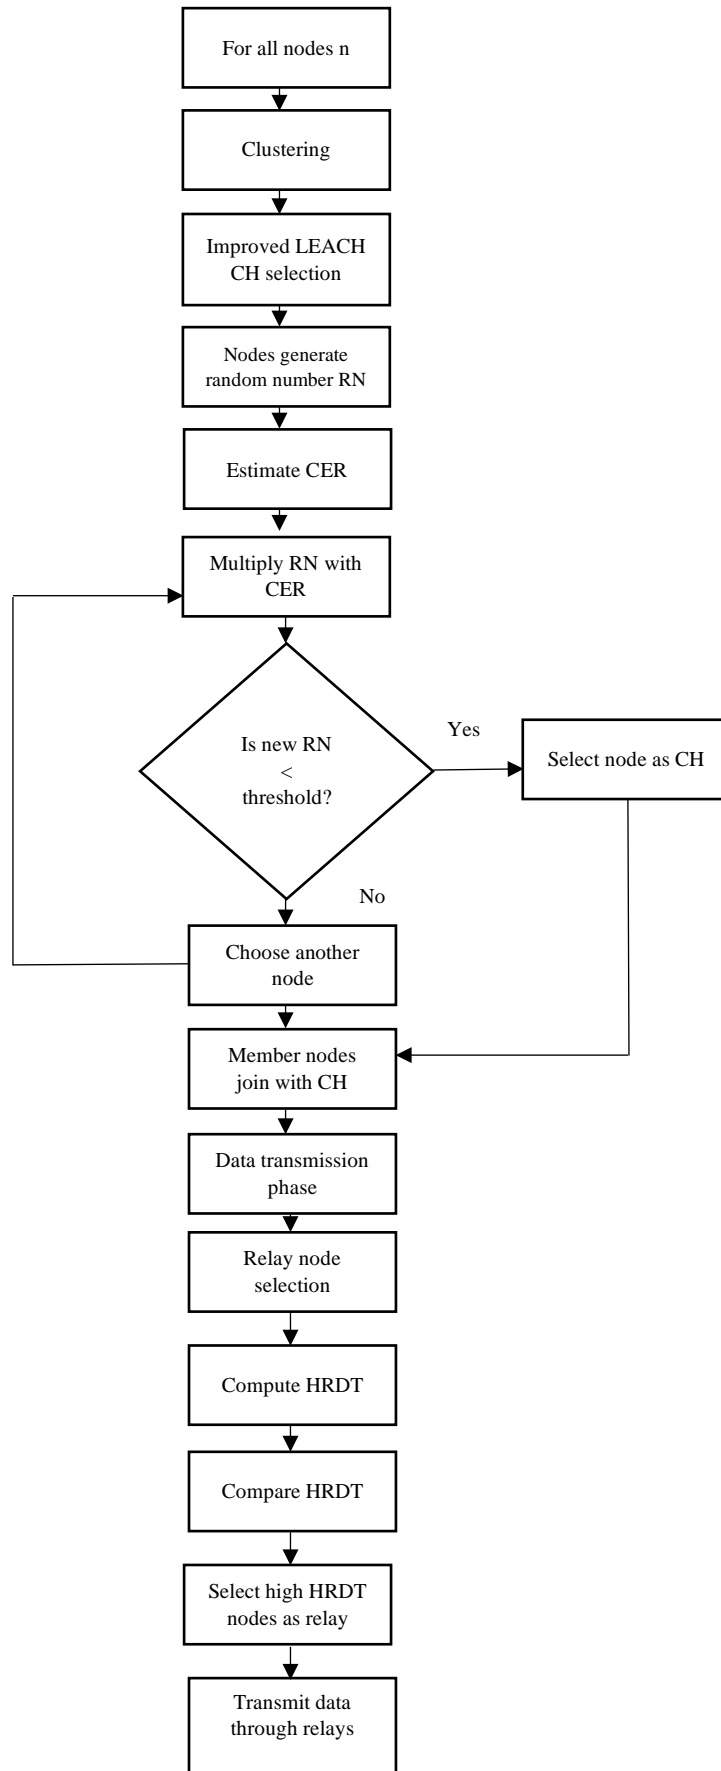 For all nodes n
Clustering
Improved LEACH
CH selection
Nodes generate
random number RN
Estimate CER
Multiply RN with
CER
Is new RN
<
threshold?
Yes
Select node as CH
No
Choose another
node
Member nodes
join with CH
Data transmission
phase
Relay node
selection
Compute HRDT
Compare HRDT
Select high HRDT
nodes as relay
Transmit data
through relays